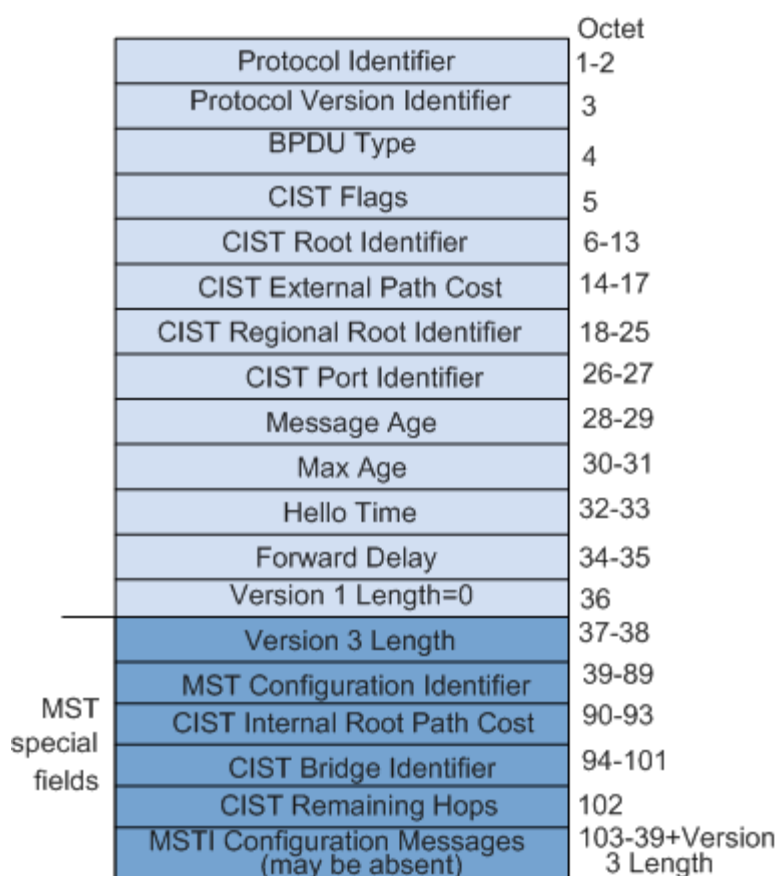 Octet
Protocol Identifier 1-2
Protocol Version Identifier 3
BPDU Type 4
CIST Flags 5
CIST Root Identifier 6-13
CIST External Path Cost 14-17
CIST Regional Root Identifier 18-25
CIST Port Identifier 26-27
Message Age 28-29
Max Age 30-31
Hello Time 32-33
Forward Delay 34-35
Version 1 Length=0 36
Version 3 Length 37-38
MST Configuration Identifier 39-89
CIST Internal Root Path Cost 90-93
CIST Bridge Identifier 94-101
CIST Remaining Hops 102
MSTI Configuration Messages 103-39+Version
(may be absent) 3 Length
MST
special
fields